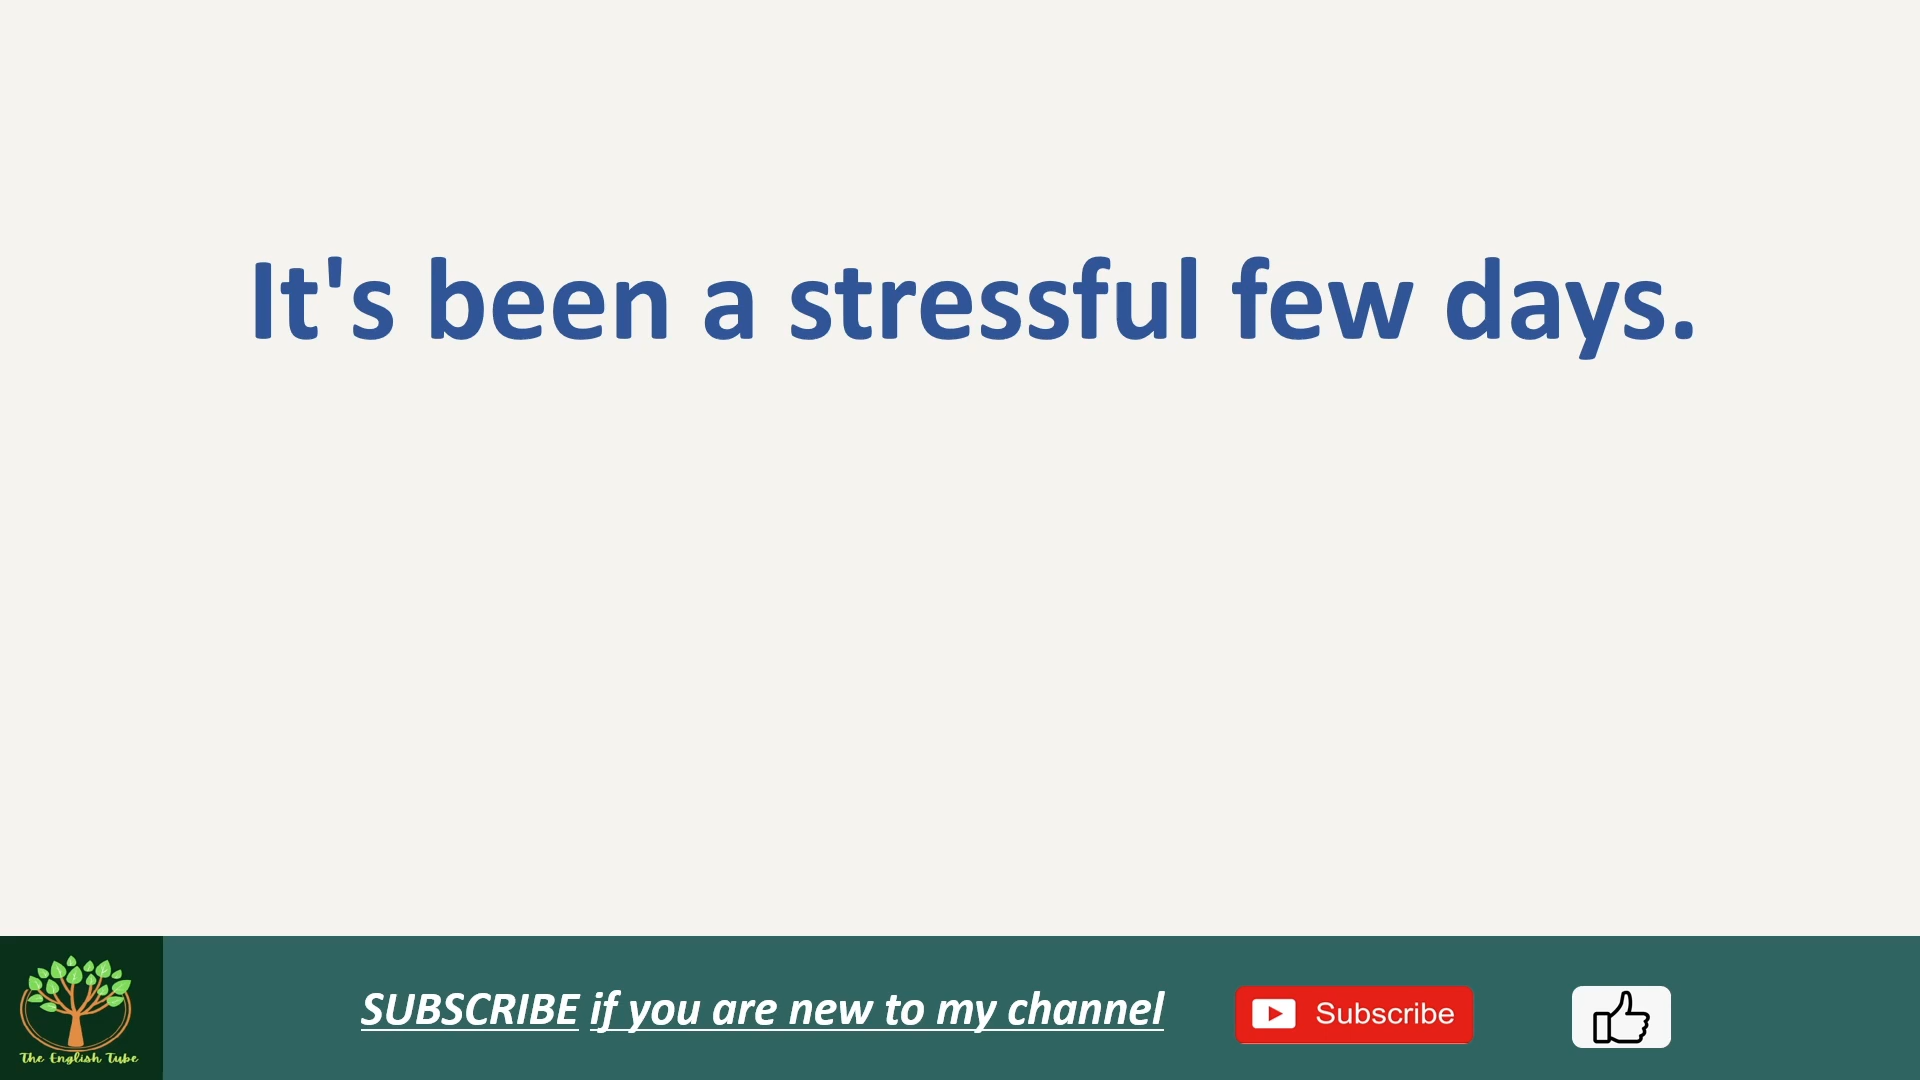 It's been a stressful few days.
SUBSCRIBE if you are new to my channel
Subscribe
The English Tube